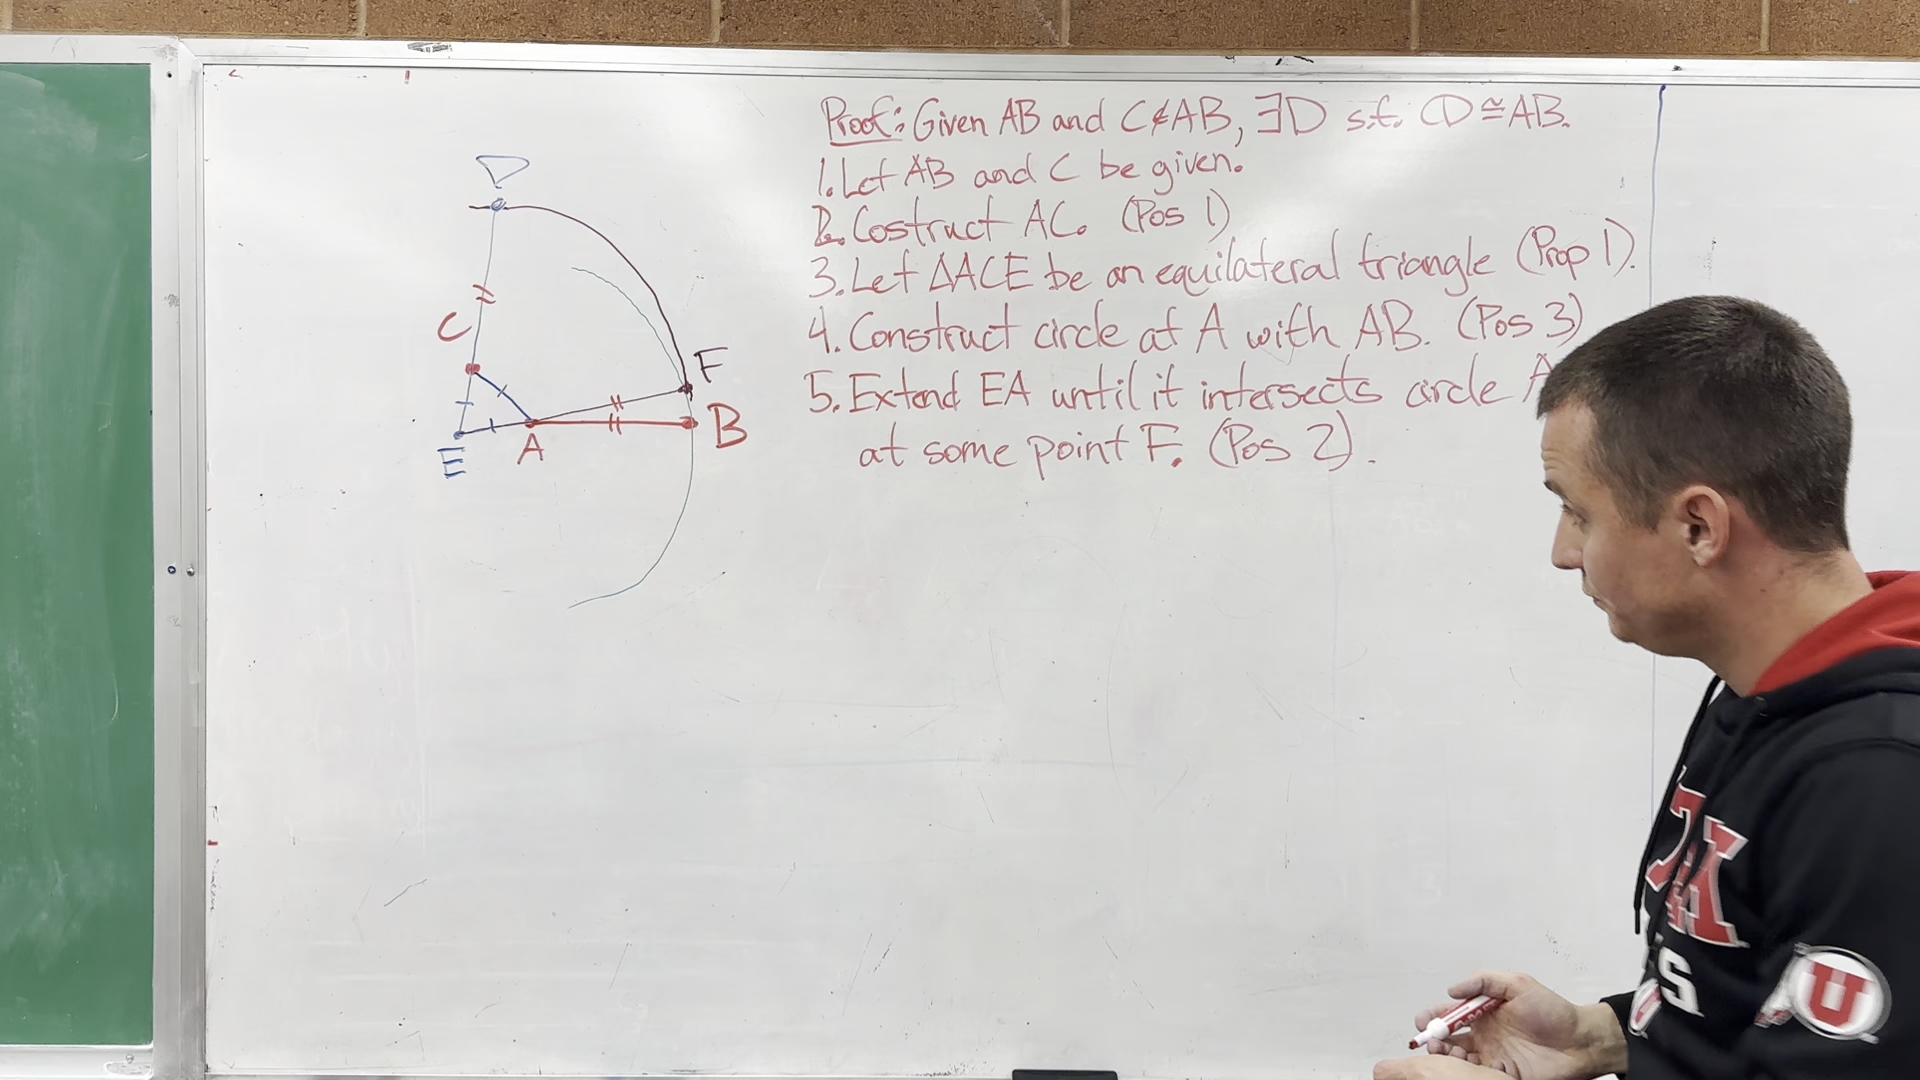 Proof: Given AB and C∉AB, ∃D s.t. CD≅AB.
1. Let AB and C be given.
2. Costruct AC. (Pos 1)
3. Let ΔACE be an equilateral triangle (Prop 1).
4. Construct circle at A with AB. (Pos 3)
5. Extend EA until it intersects circle A
at some point F. (Pos 2).
D
C
F
E
A
B
U